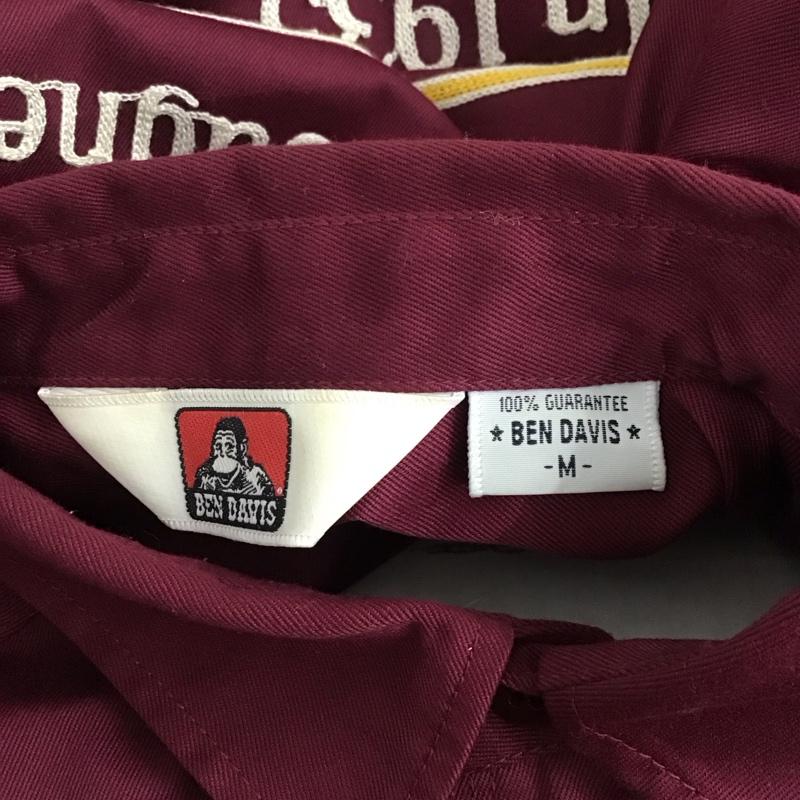 BEN DAVIS
100% GUARANTEE
★ BEN DAVIS ★
- M -